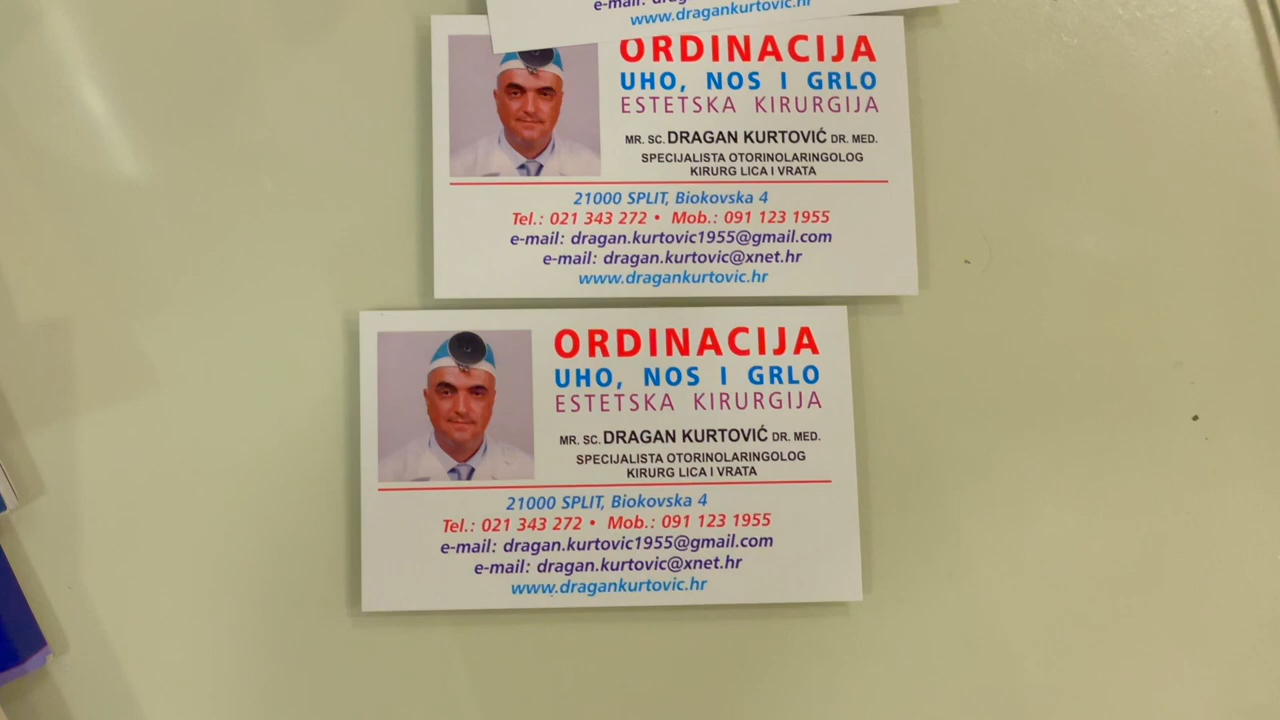 e-mail:
www.dragankurtovic.hr
ORDINACIJA
UHO, NOS I GRLO
ESTETSKA KIRURGIJA
MR. SC. DRAGAN KURTOVIĆ DR. MED.
SPECIJALISTA OTORINOLARINGOLOG
KIRURG LICA I VRATA
21000 SPLIT, Biokovska 4
Tel.: 021 343 272 • Mob.: 091 123 1955
e-mail: dragan.kurtovic1955@gmail.com
e-mail: dragan.kurtovic@xnet.hr
www.dragankurtovic.hr
ORDINACIJA
UHO, NOS I GRLO
ESTETSKA KIRURGIJA
MR. SC. DRAGAN KURTOVIĆ DR. MED.
SPECIJALISTA OTORINOLARINGOLOG
KIRURG LICA I VRATA
21000 SPLIT, Biokovska 4
Tel.: 021 343 272 • Mob.: 091 123 1955
e-mail: dragan.kurtovic1955@gmail.com
e-mail: dragan.kurtovic@xnet.hr
www.dragankurtovic.hr